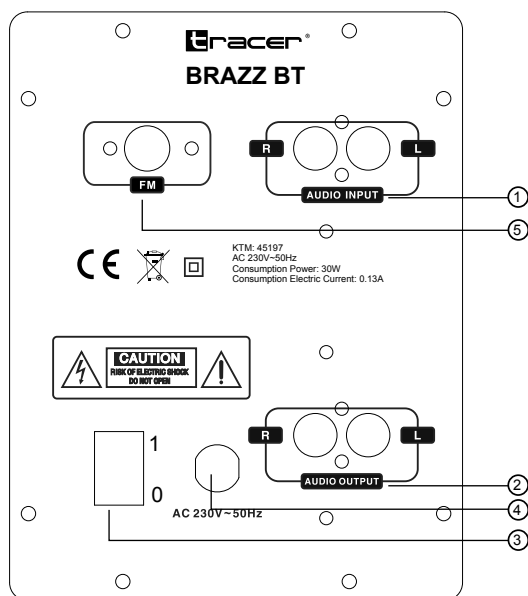 tracer®
BRAZZ BT
R L
FM
AUDIO INPUT
1
5
CE
KTM: 45197
AC 230V~50Hz
Consumption Power: 30W
Consumption Electric Current: 0.13A
CAUTION
RISK OF ELECTRIC SHOCK
DO NOT OPEN
R L
1
0
AUDIO OUTPUT
2
AC 230V~50Hz
4
3